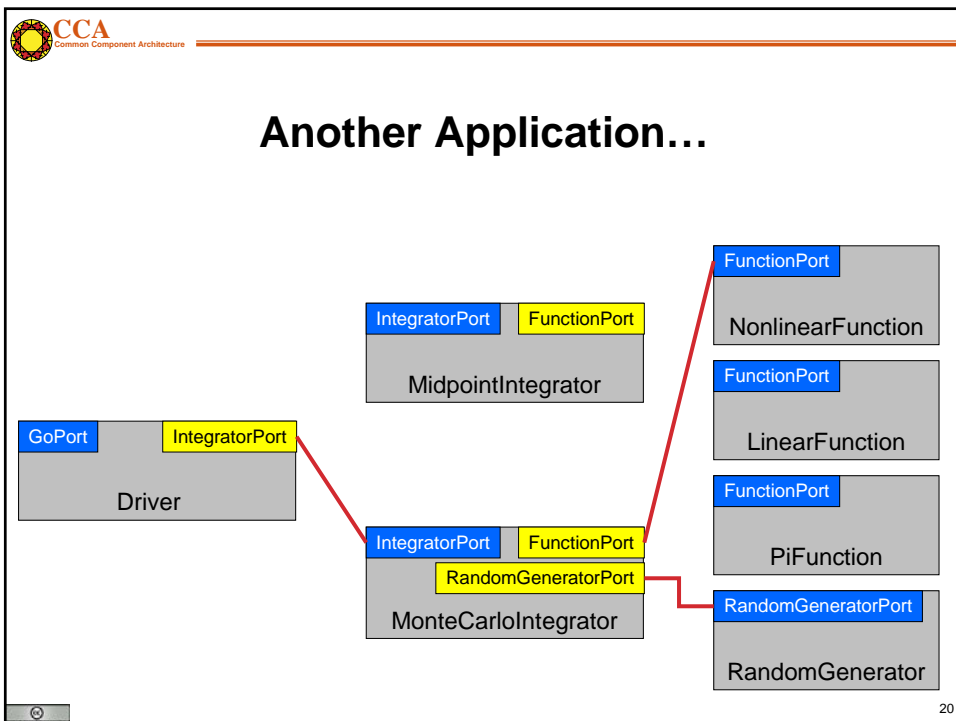 CCA
Common Component Architecture
Another Application…
FunctionPort
NonlinearFunction
IntegratorPort FunctionPort
MidpointIntegrator
FunctionPort
LinearFunction
GoPort IntegratorPort
Driver
FunctionPort
PiFunction
IntegratorPort FunctionPort
RandomGeneratorPort
MonteCarloIntegrator
RandomGeneratorPort
RandomGenerator
cc
20